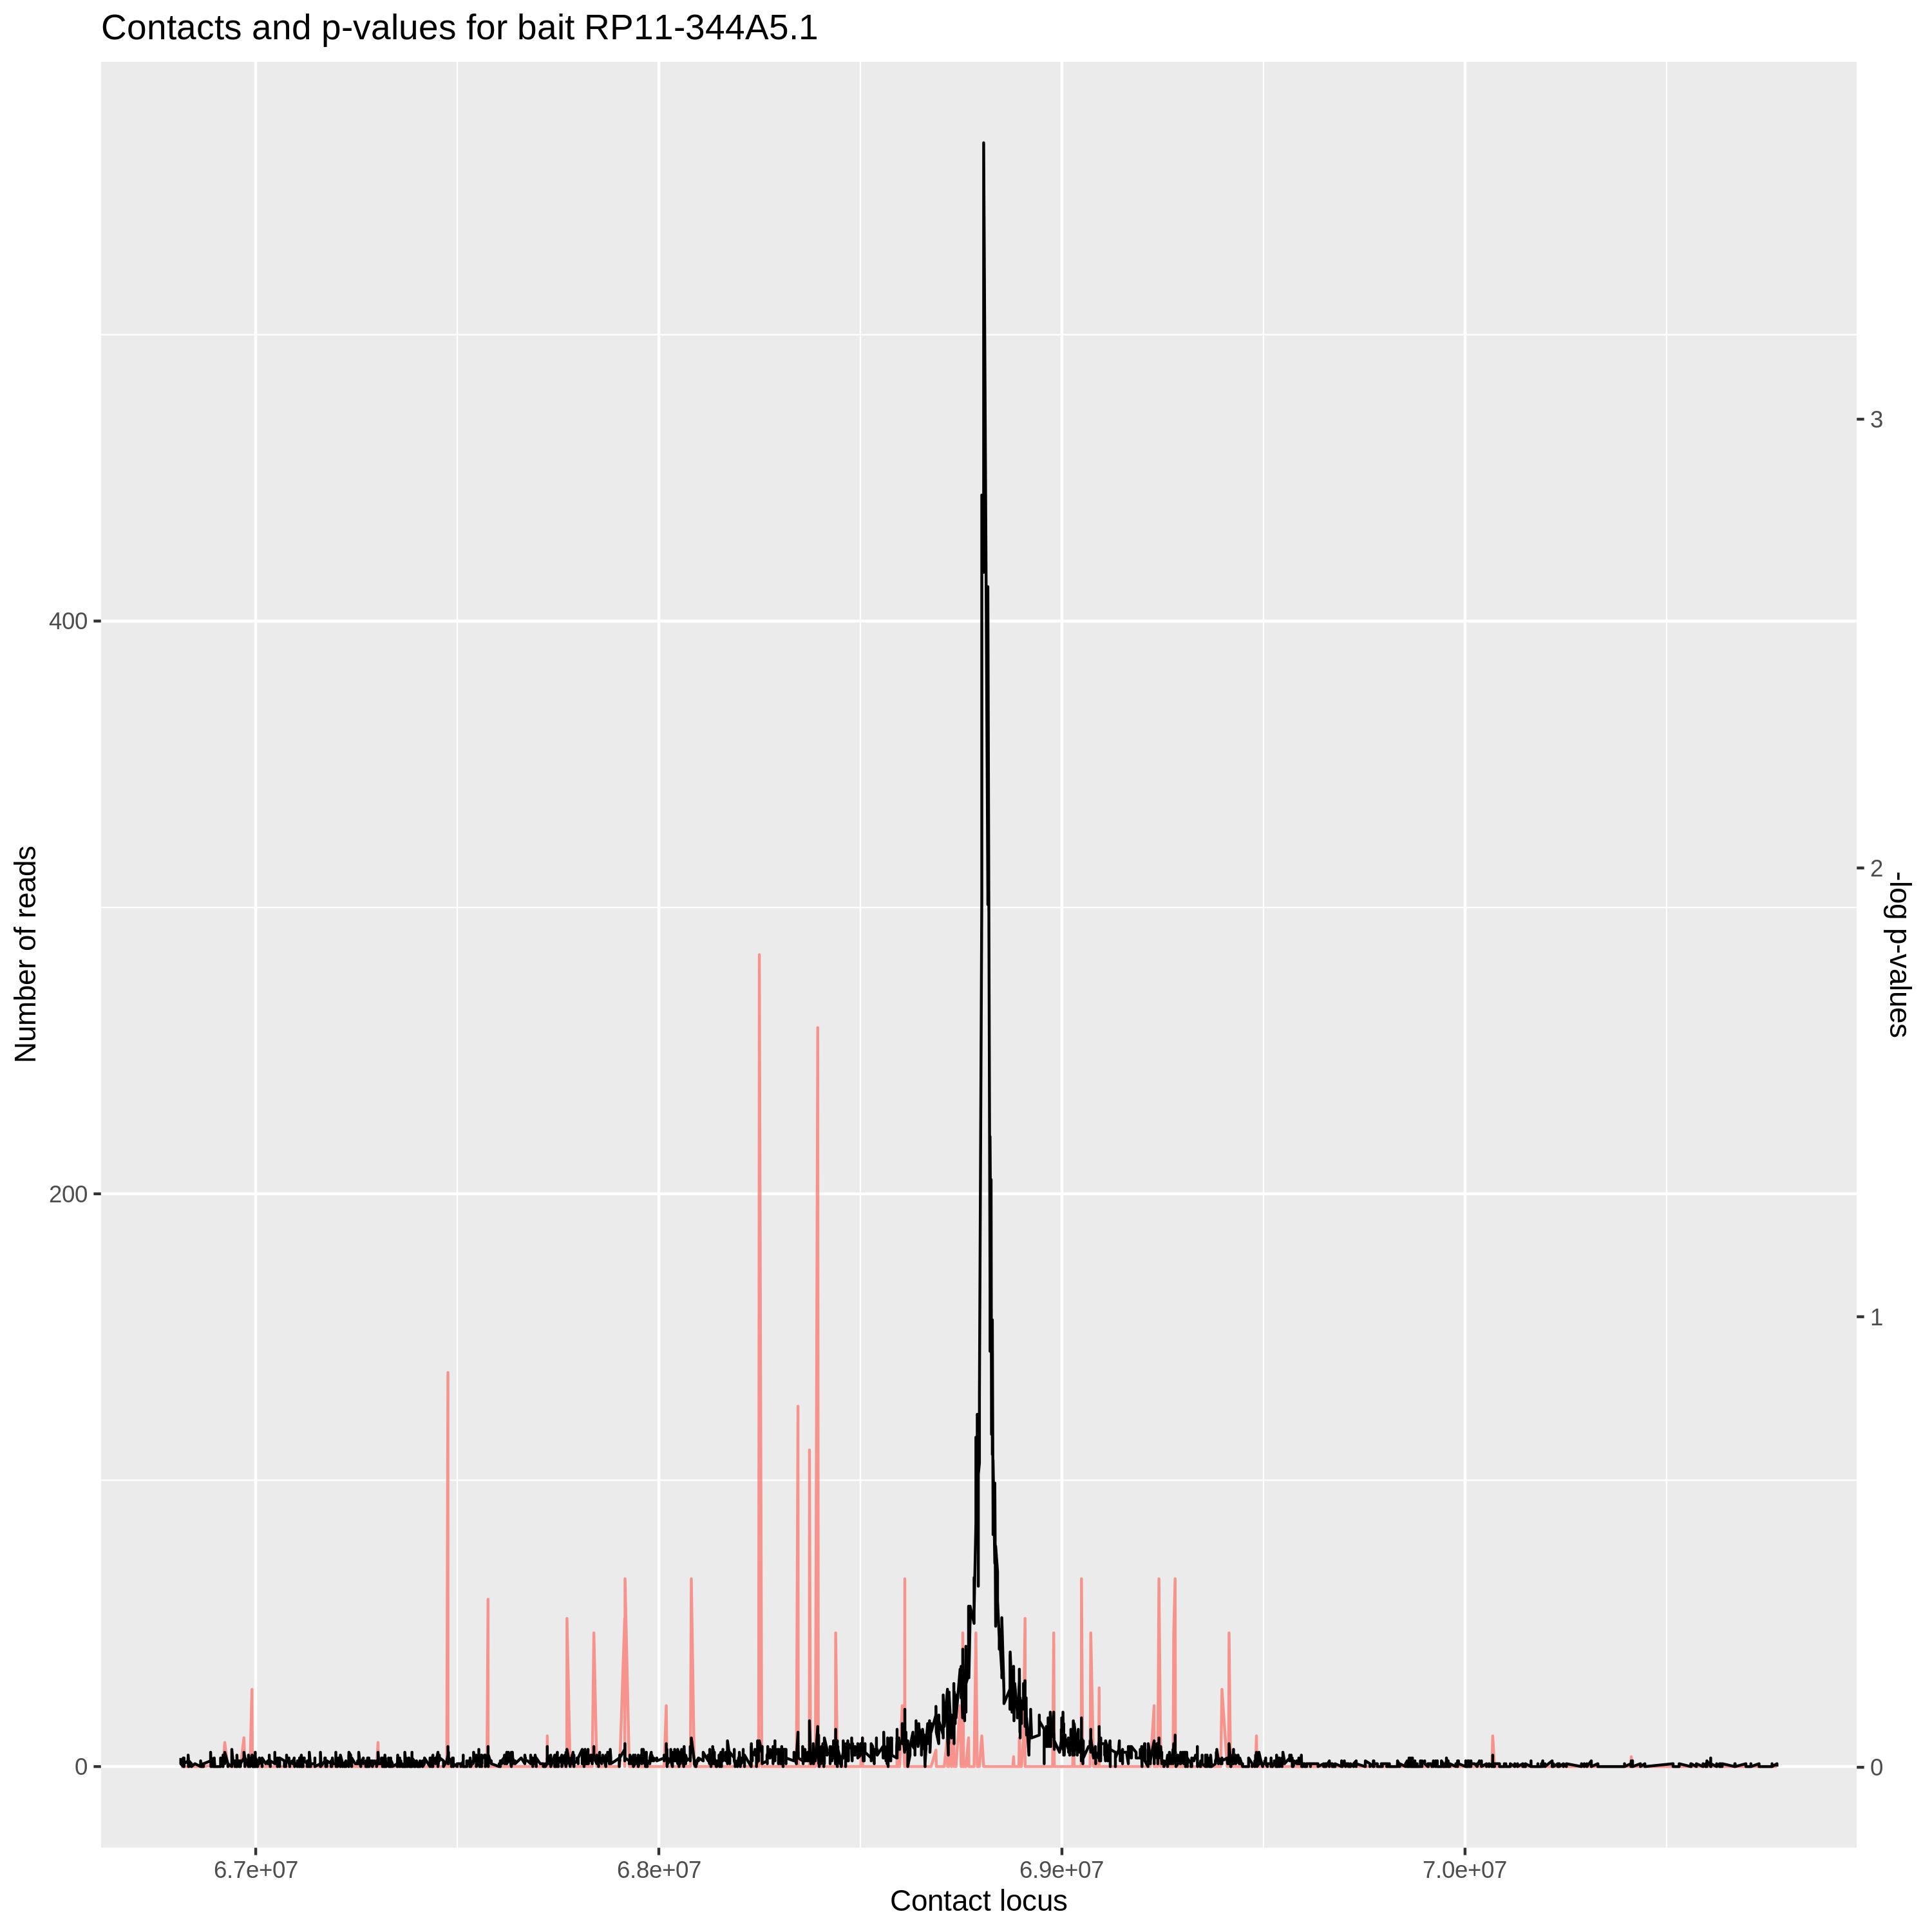 Contacts and p-values for bait RP11-344A5.1
Number of reads
400
200
0
3
2
1
0
-log p-values
6.7e+07 6.8e+07 6.9e+07 7.0e+07
Contact locus